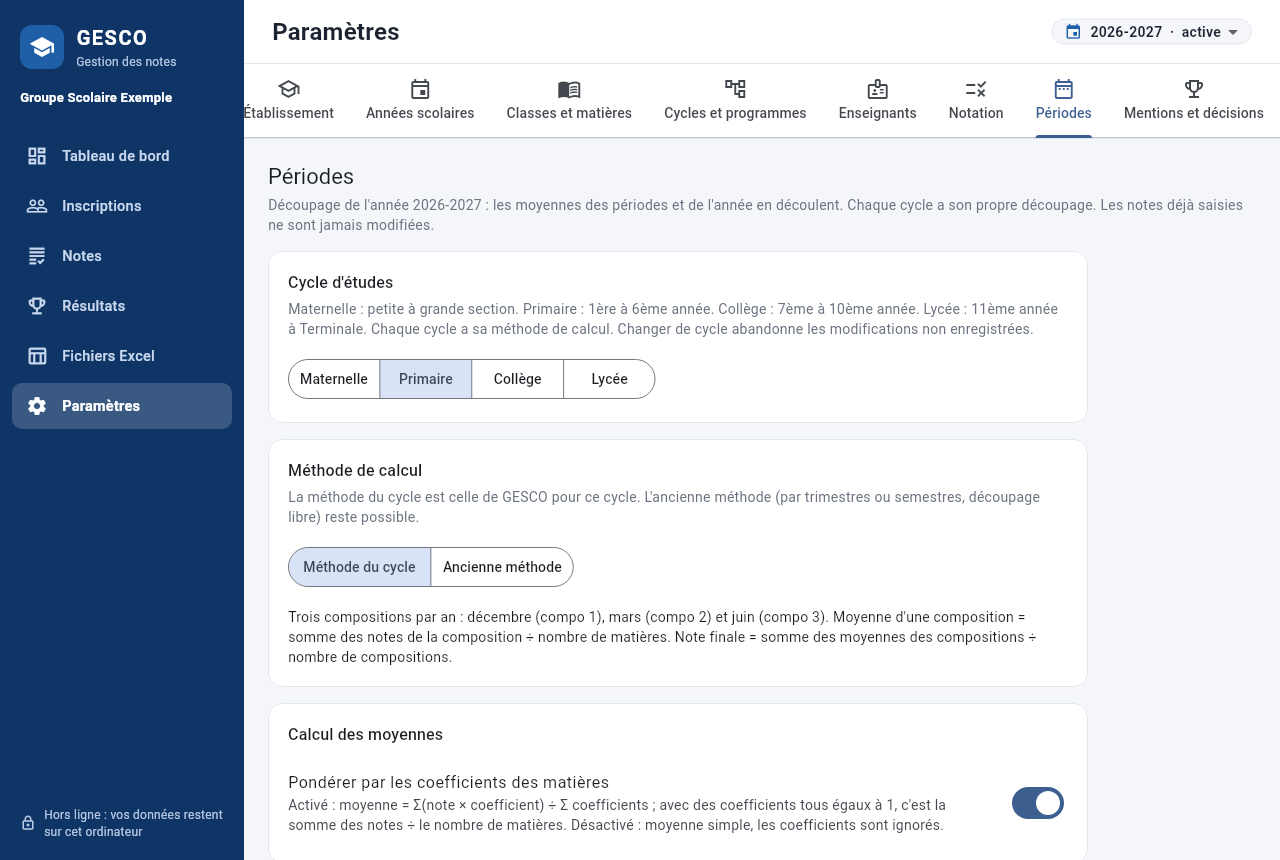 GESCO
Gestion des notes
Groupe Scolaire Exemple
Tableau de bord
Inscriptions
Notes
Résultats
Fichiers Excel
Paramètres
Hors ligne : vos données restent
sur cet ordinateur
Paramètres
2026-2027 · active
Établissement
Années scolaires
Classes et matières
Cycles et programmes
Enseignants
Notation
Périodes
Mentions et décisions
Périodes
Découpage de l'année 2026-2027 : les moyennes des périodes et de l'année en découlent. Chaque cycle a son propre découpage. Les notes déjà saisies
ne sont jamais modifiées.
Cycle d'études
Maternelle : petite à grande section. Primaire : 1ère à 6ème année. Collège : 7ème à 10ème année. Lycée : 11ème année
à Terminale. Chaque cycle a sa méthode de calcul. Changer de cycle abandonne les modifications non enregistrées.
Maternelle
Primaire
Collège
Lycée
Méthode de calcul
La méthode du cycle est celle de GESCO pour ce cycle. L'ancienne méthode (par trimestres ou semestres, découpage
libre) reste possible.
Méthode du cycle
Ancienne méthode
Trois compositions par an : décembre (compo 1), mars (compo 2) et juin (compo 3). Moyenne d'une composition =
somme des notes de la composition ÷ nombre de matières. Note finale = somme des moyennes des compositions ÷
nombre de compositions.
Calcul des moyennes
Pondérer par les coefficients des matières
Activé : moyenne = Σ(note × coefficient) ÷ Σ coefficients ; avec des coefficients tous égaux à 1, c'est la
somme des notes ÷ le nombre de matières. Désactivé : moyenne simple, les coefficients sont ignorés.